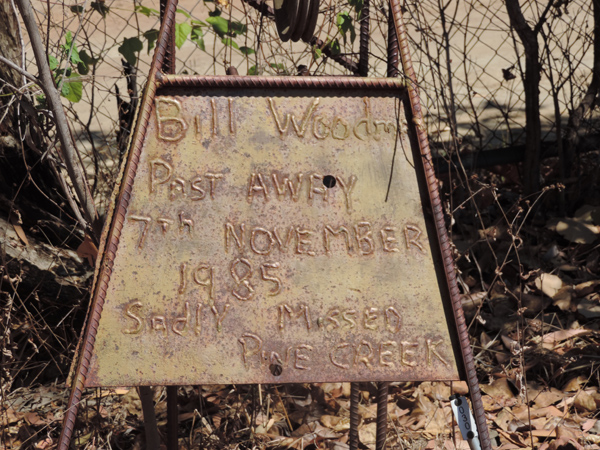 Bill Woodm
Past AWAY
7th NOVEMBER
1985
SadlY MissED
PINE CREEK